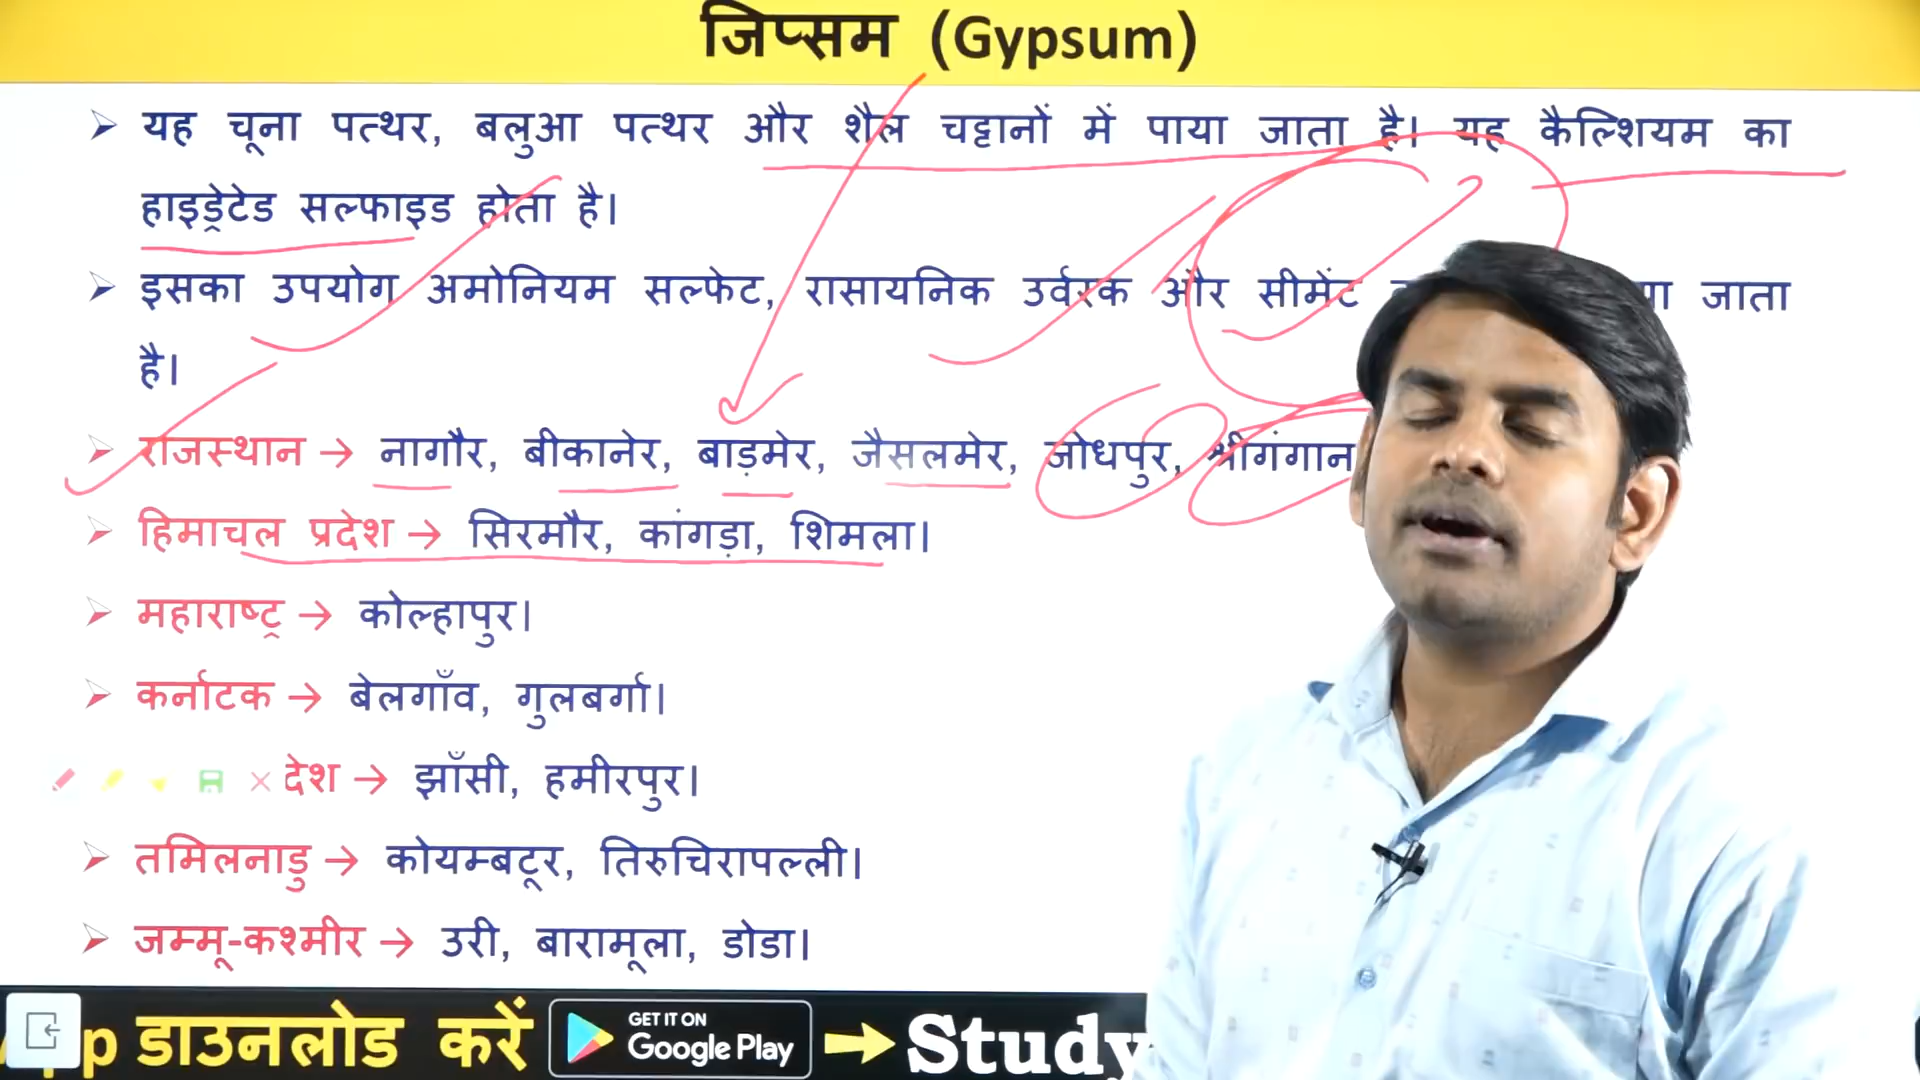 जिप्सम (Gypsum)
यह चूना पत्थर, बलुआ पत्थर और शैल चट्टानों में पाया जाता है। यह कैल्शियम का
हाइड्रेटेड सल्फाइड होता है।
इसका उपयोग अमोनियम सल्फेट, रासायनिक उर्वरक और सीमेंट जाता
है।
राजस्थान → नागौर, बीकानेर, बाड़मेर, जैसलमेर, जोधपुर, श्रीगंगान
हिमाचल प्रदेश → सिरमौर, कांगड़ा, शिमला।
महाराष्ट्र → कोल्हापुर।
कर्नाटक → बेलगाँव, गुलबर्गा।
देश → झाँसी, हमीरपुर।
तमिलनाडु → कोयम्बटूर, तिरुचिरापल्ली।
जम्मू-कश्मीर → उरी, बारामूला, डोडा।
pp डाउनलोड करें GET IT ON Google Play → Study